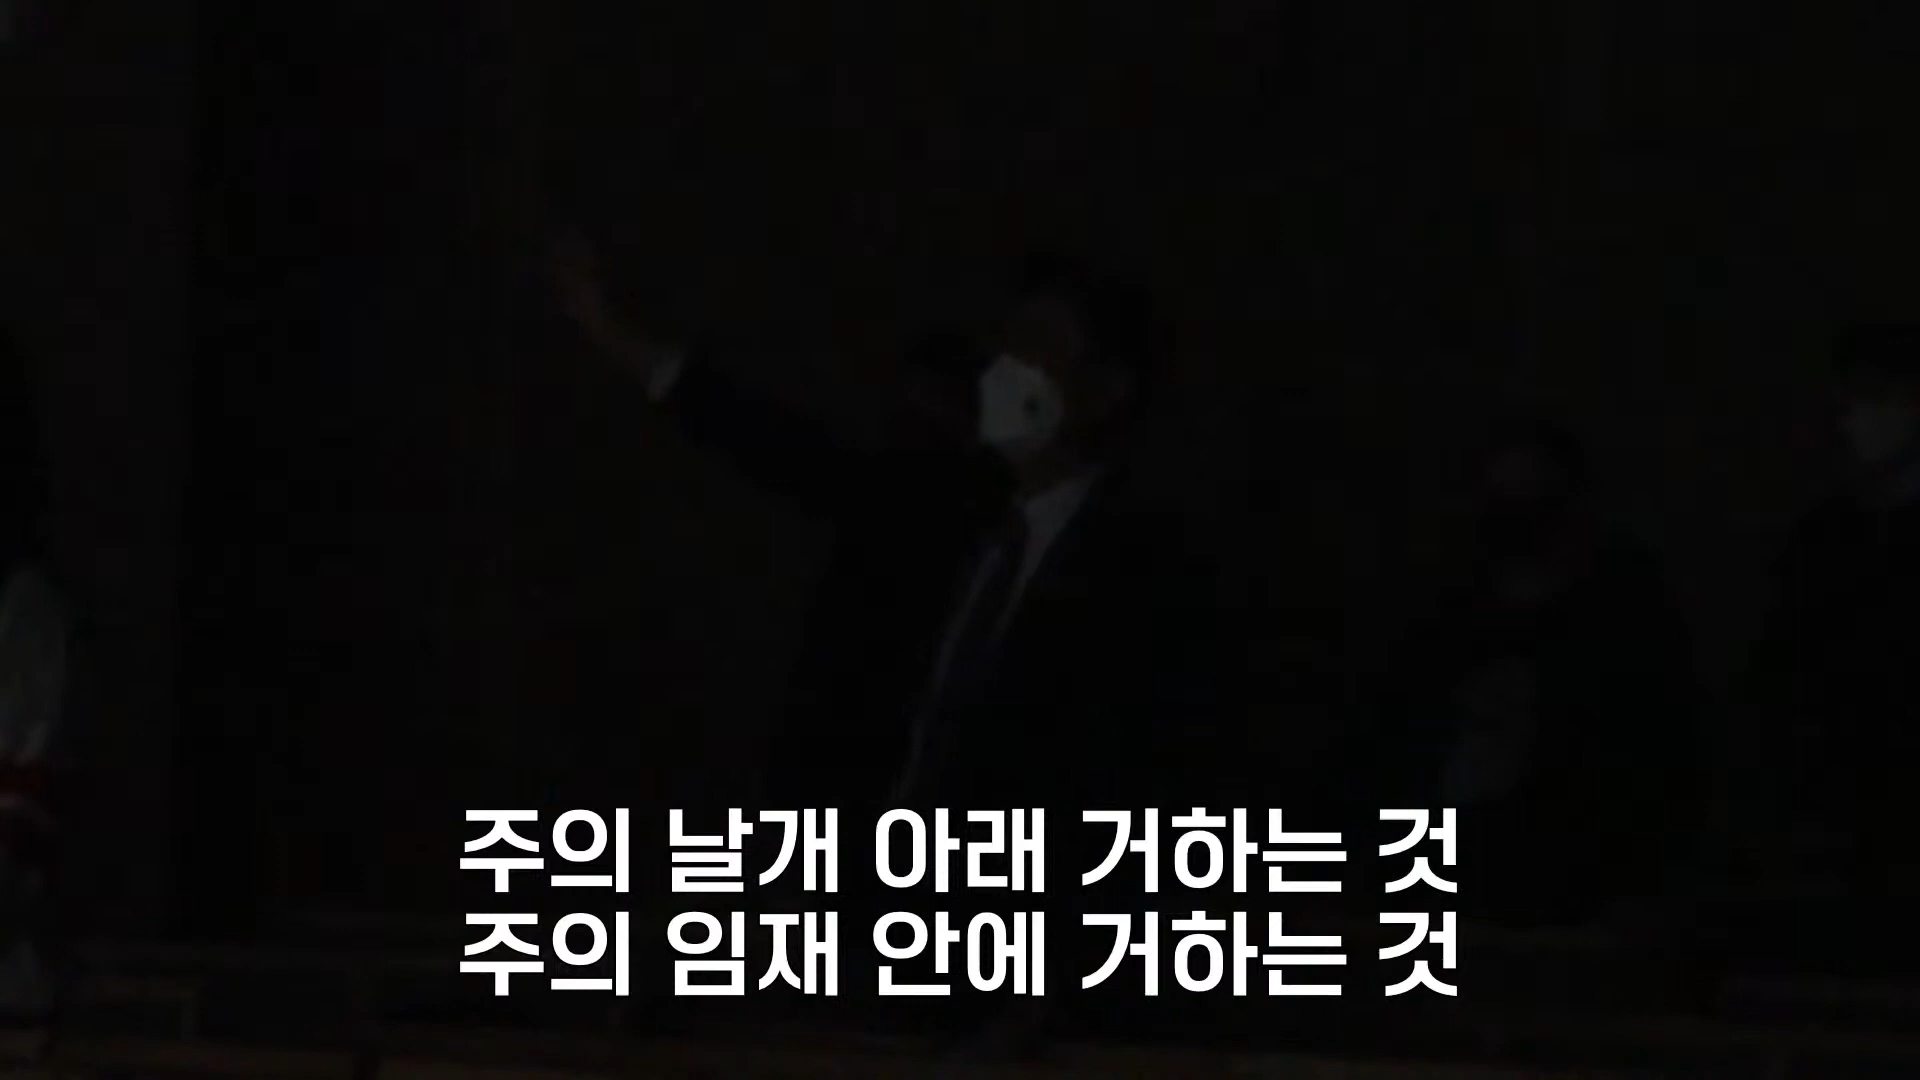 주의 날개 아래 거하는 것
주의 임재 안에 거하는 것